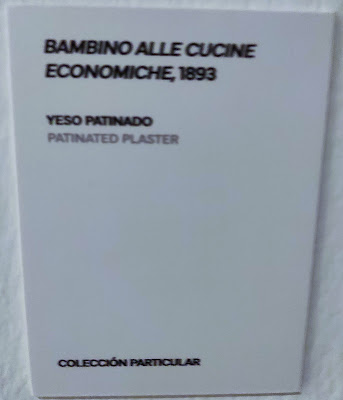 BAMBINO ALLE CUCINE
ECONOMICHE, 1893
YESO PATINADO
PATINATED PLASTER
COLECCIÓN PARTICULAR